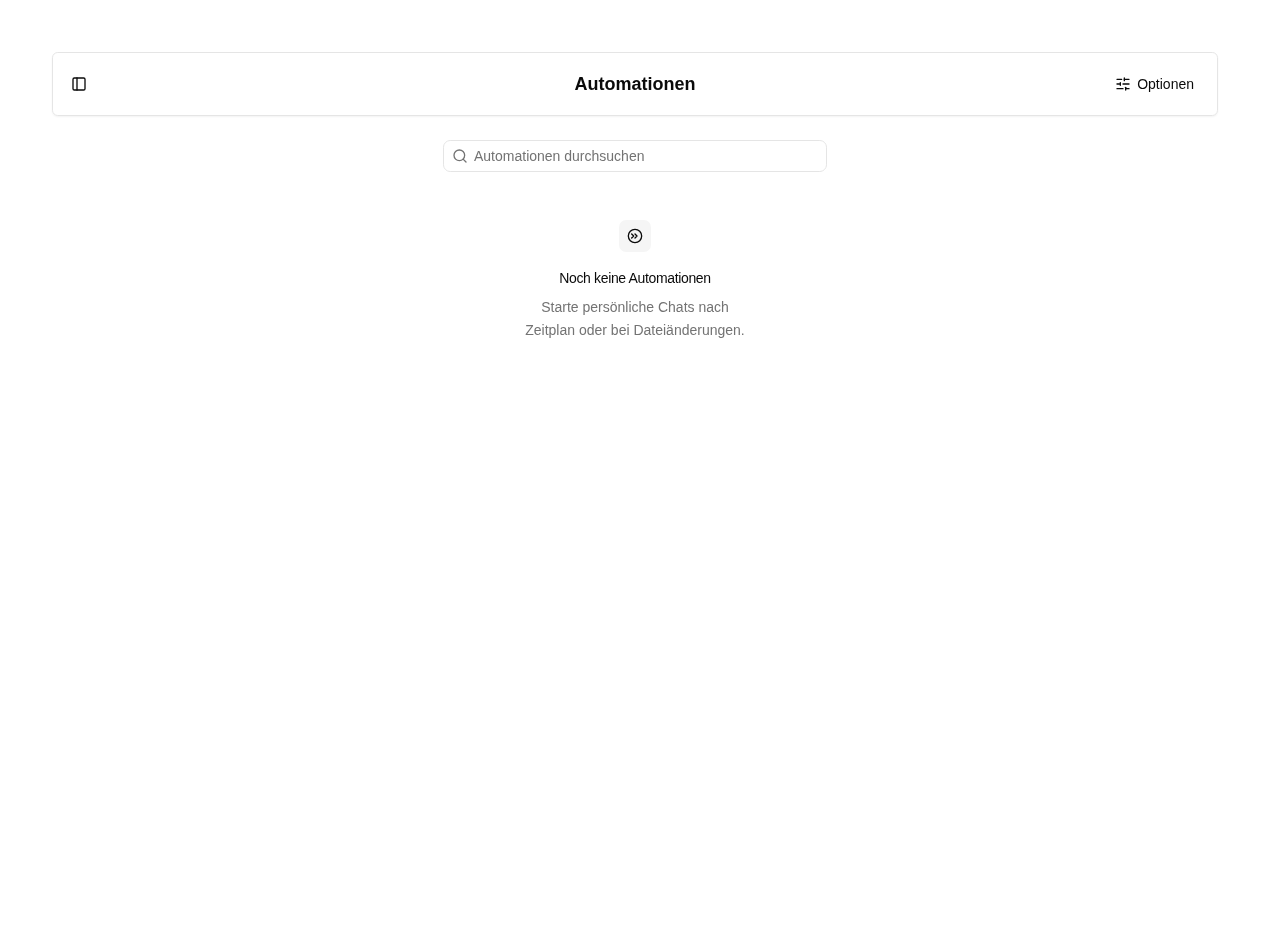 Automationen
Optionen
Automationen durchsuchen
Noch keine Automationen
Starte persönliche Chats nach
Zeitplan oder bei Dateiänderungen.